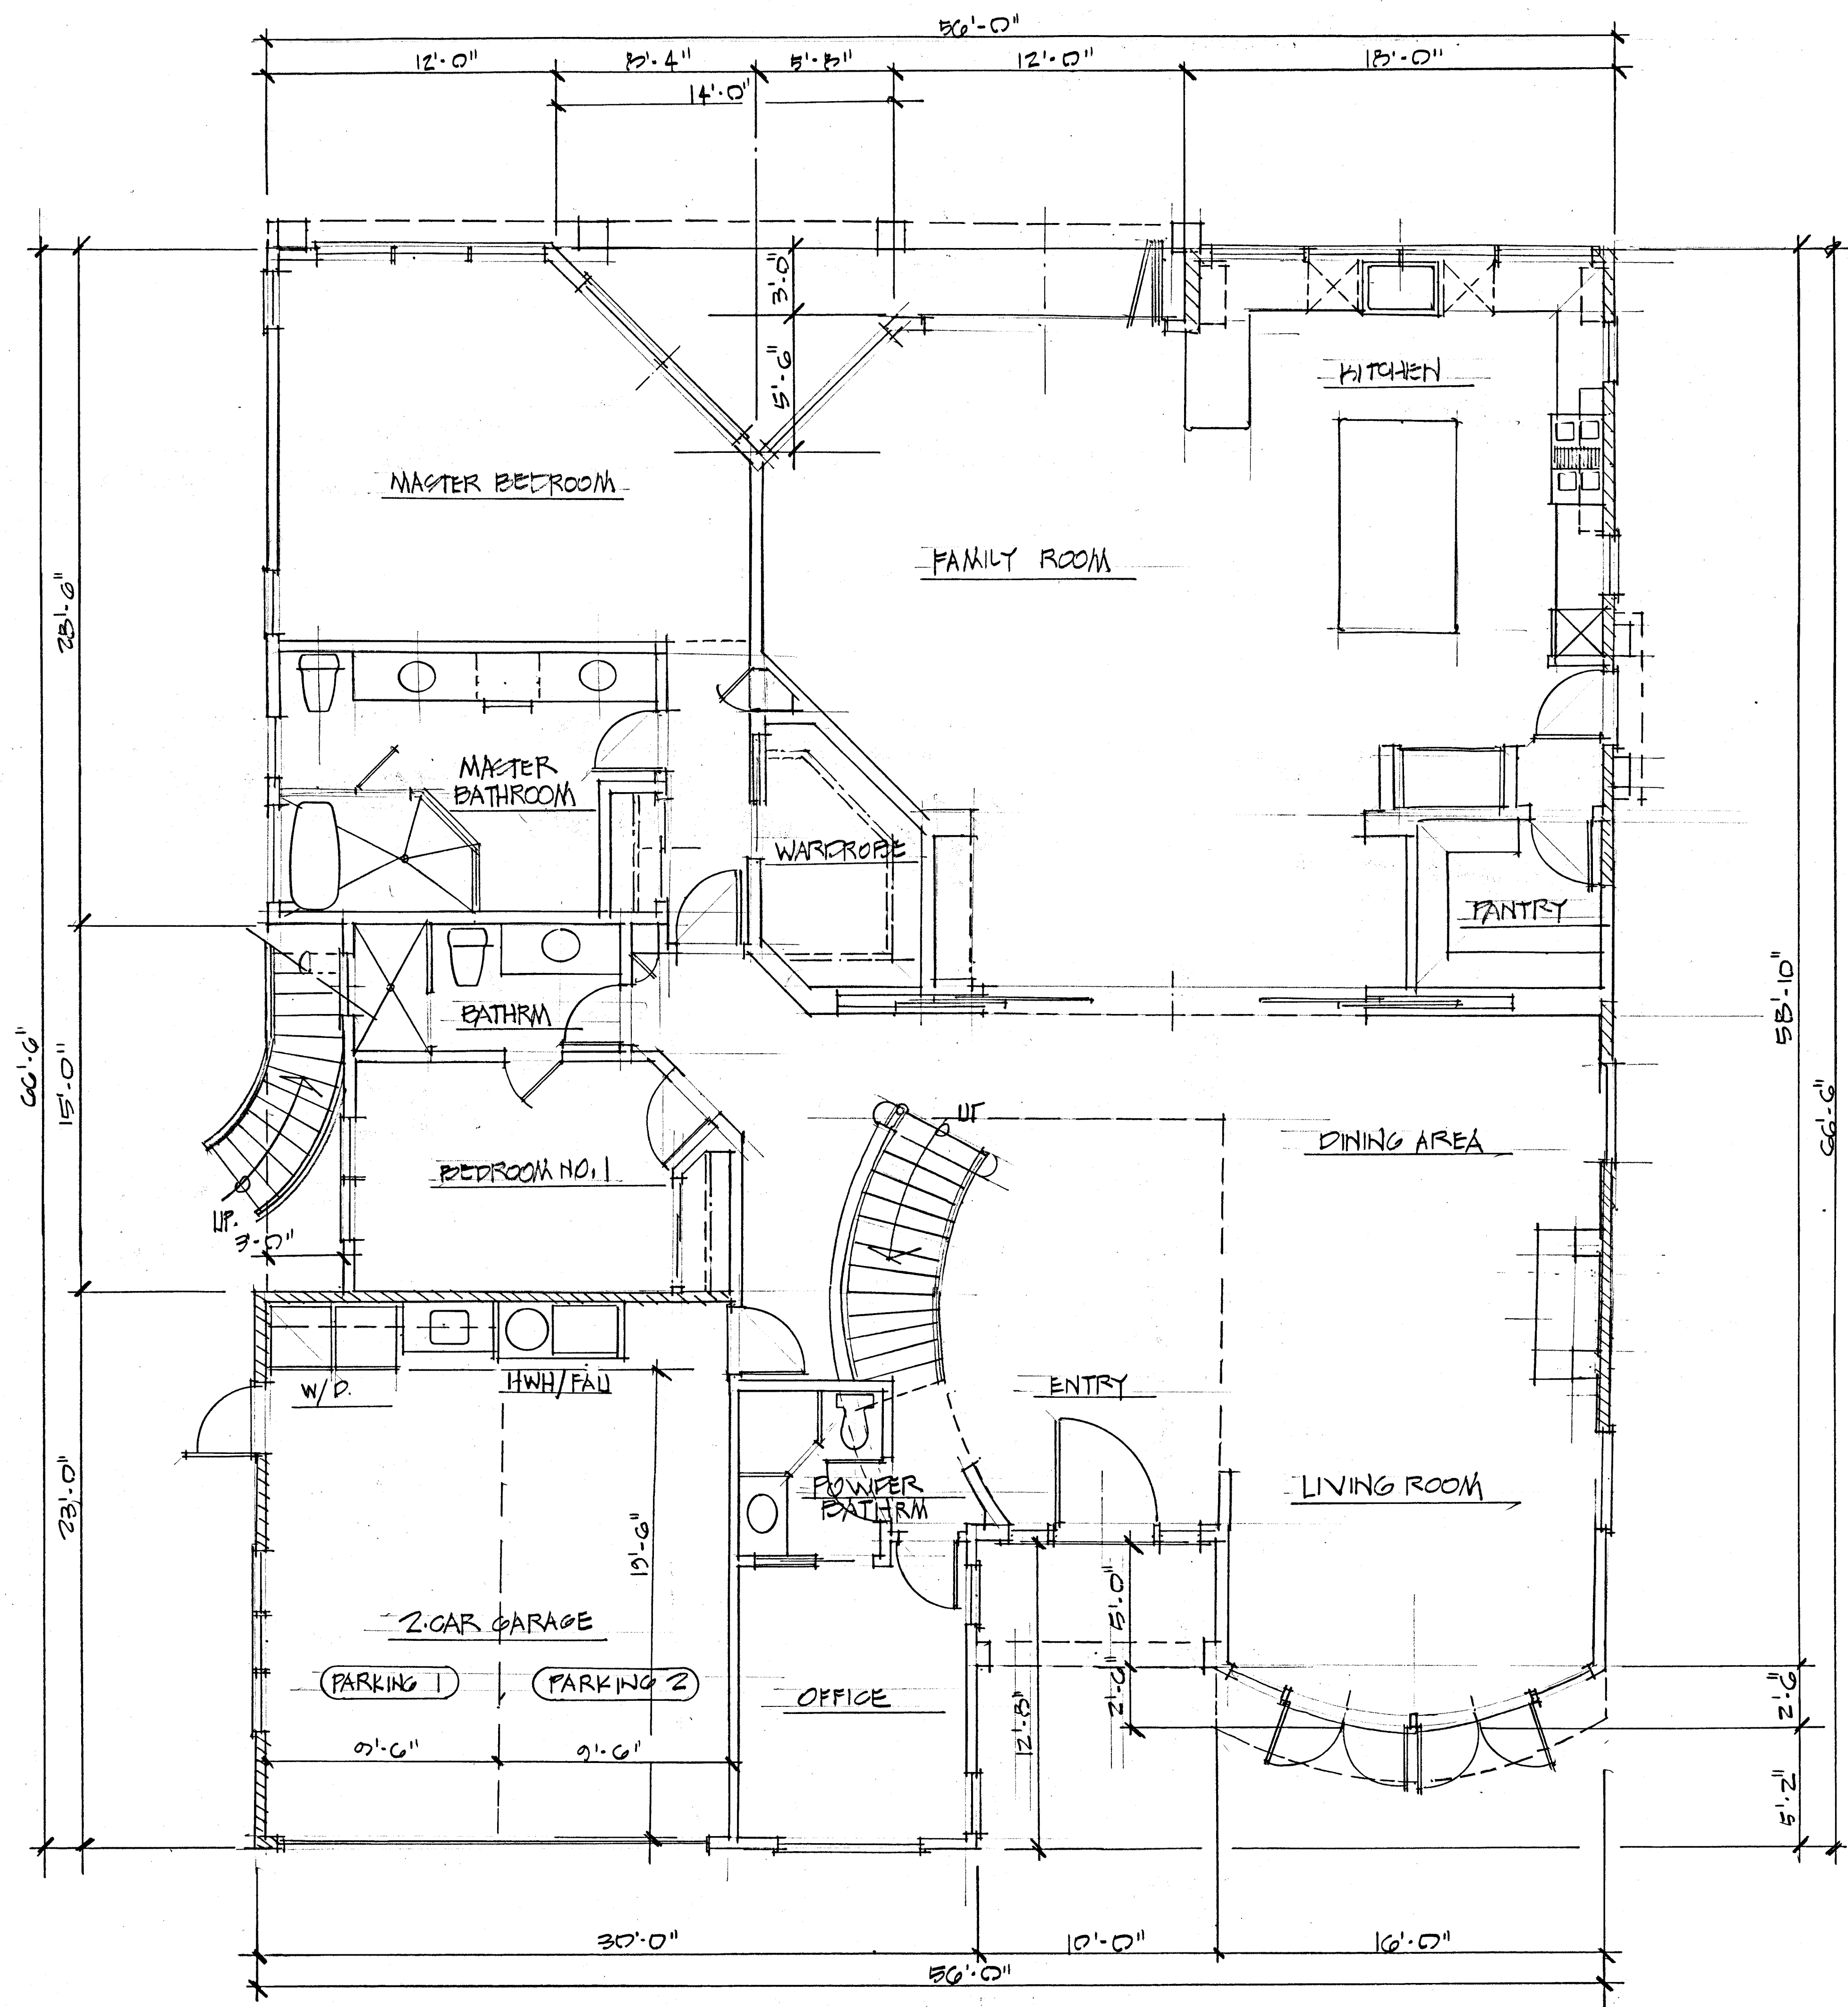 56'-0"
12'-0" 8'-4" 5'-8" 12'-0" 18'-0"
14'-0"
3'-0"
5'-6"
KITCHEN
MASTER BEDROOM
FAMILY ROOM
28'-6"
MASTER
BATHROOM
WARDROBE
PANTRY
BATHRM
58'-10"
66'-6"
15'-0"
UP
DINING AREA
66'-6"
BEDROOM NO. 1
UP.
3'-0"
W/D.
HWH/FAU
ENTRY
POWDER
BATHRM
LIVING ROOM
23'-0"
19'-6"
2.CAR GARAGE
5'-0"
PARKING 1 PARKING 2
OFFICE
2'-6"
2'-6"
12'-8"
9'-6" 9'-6"
5'-2"
30'-0" 10'-0" 16'-0"
56'-0"